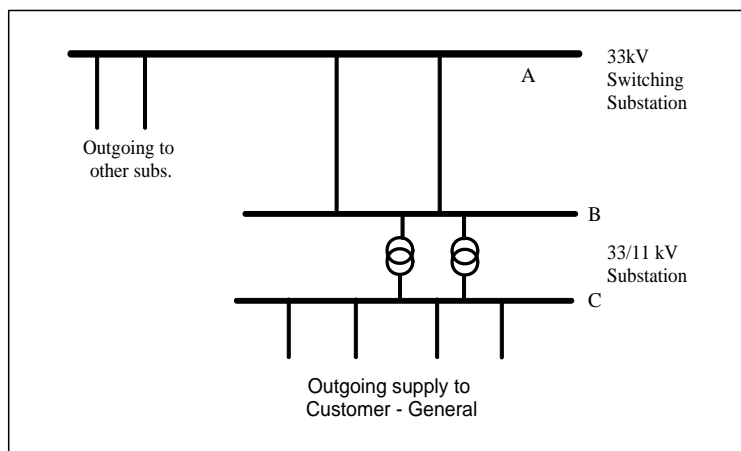 A
33kV
Switching
Substation
Outgoing to
other subs.
B
33/11 kV
Substation
C
Outgoing supply to
Customer - General